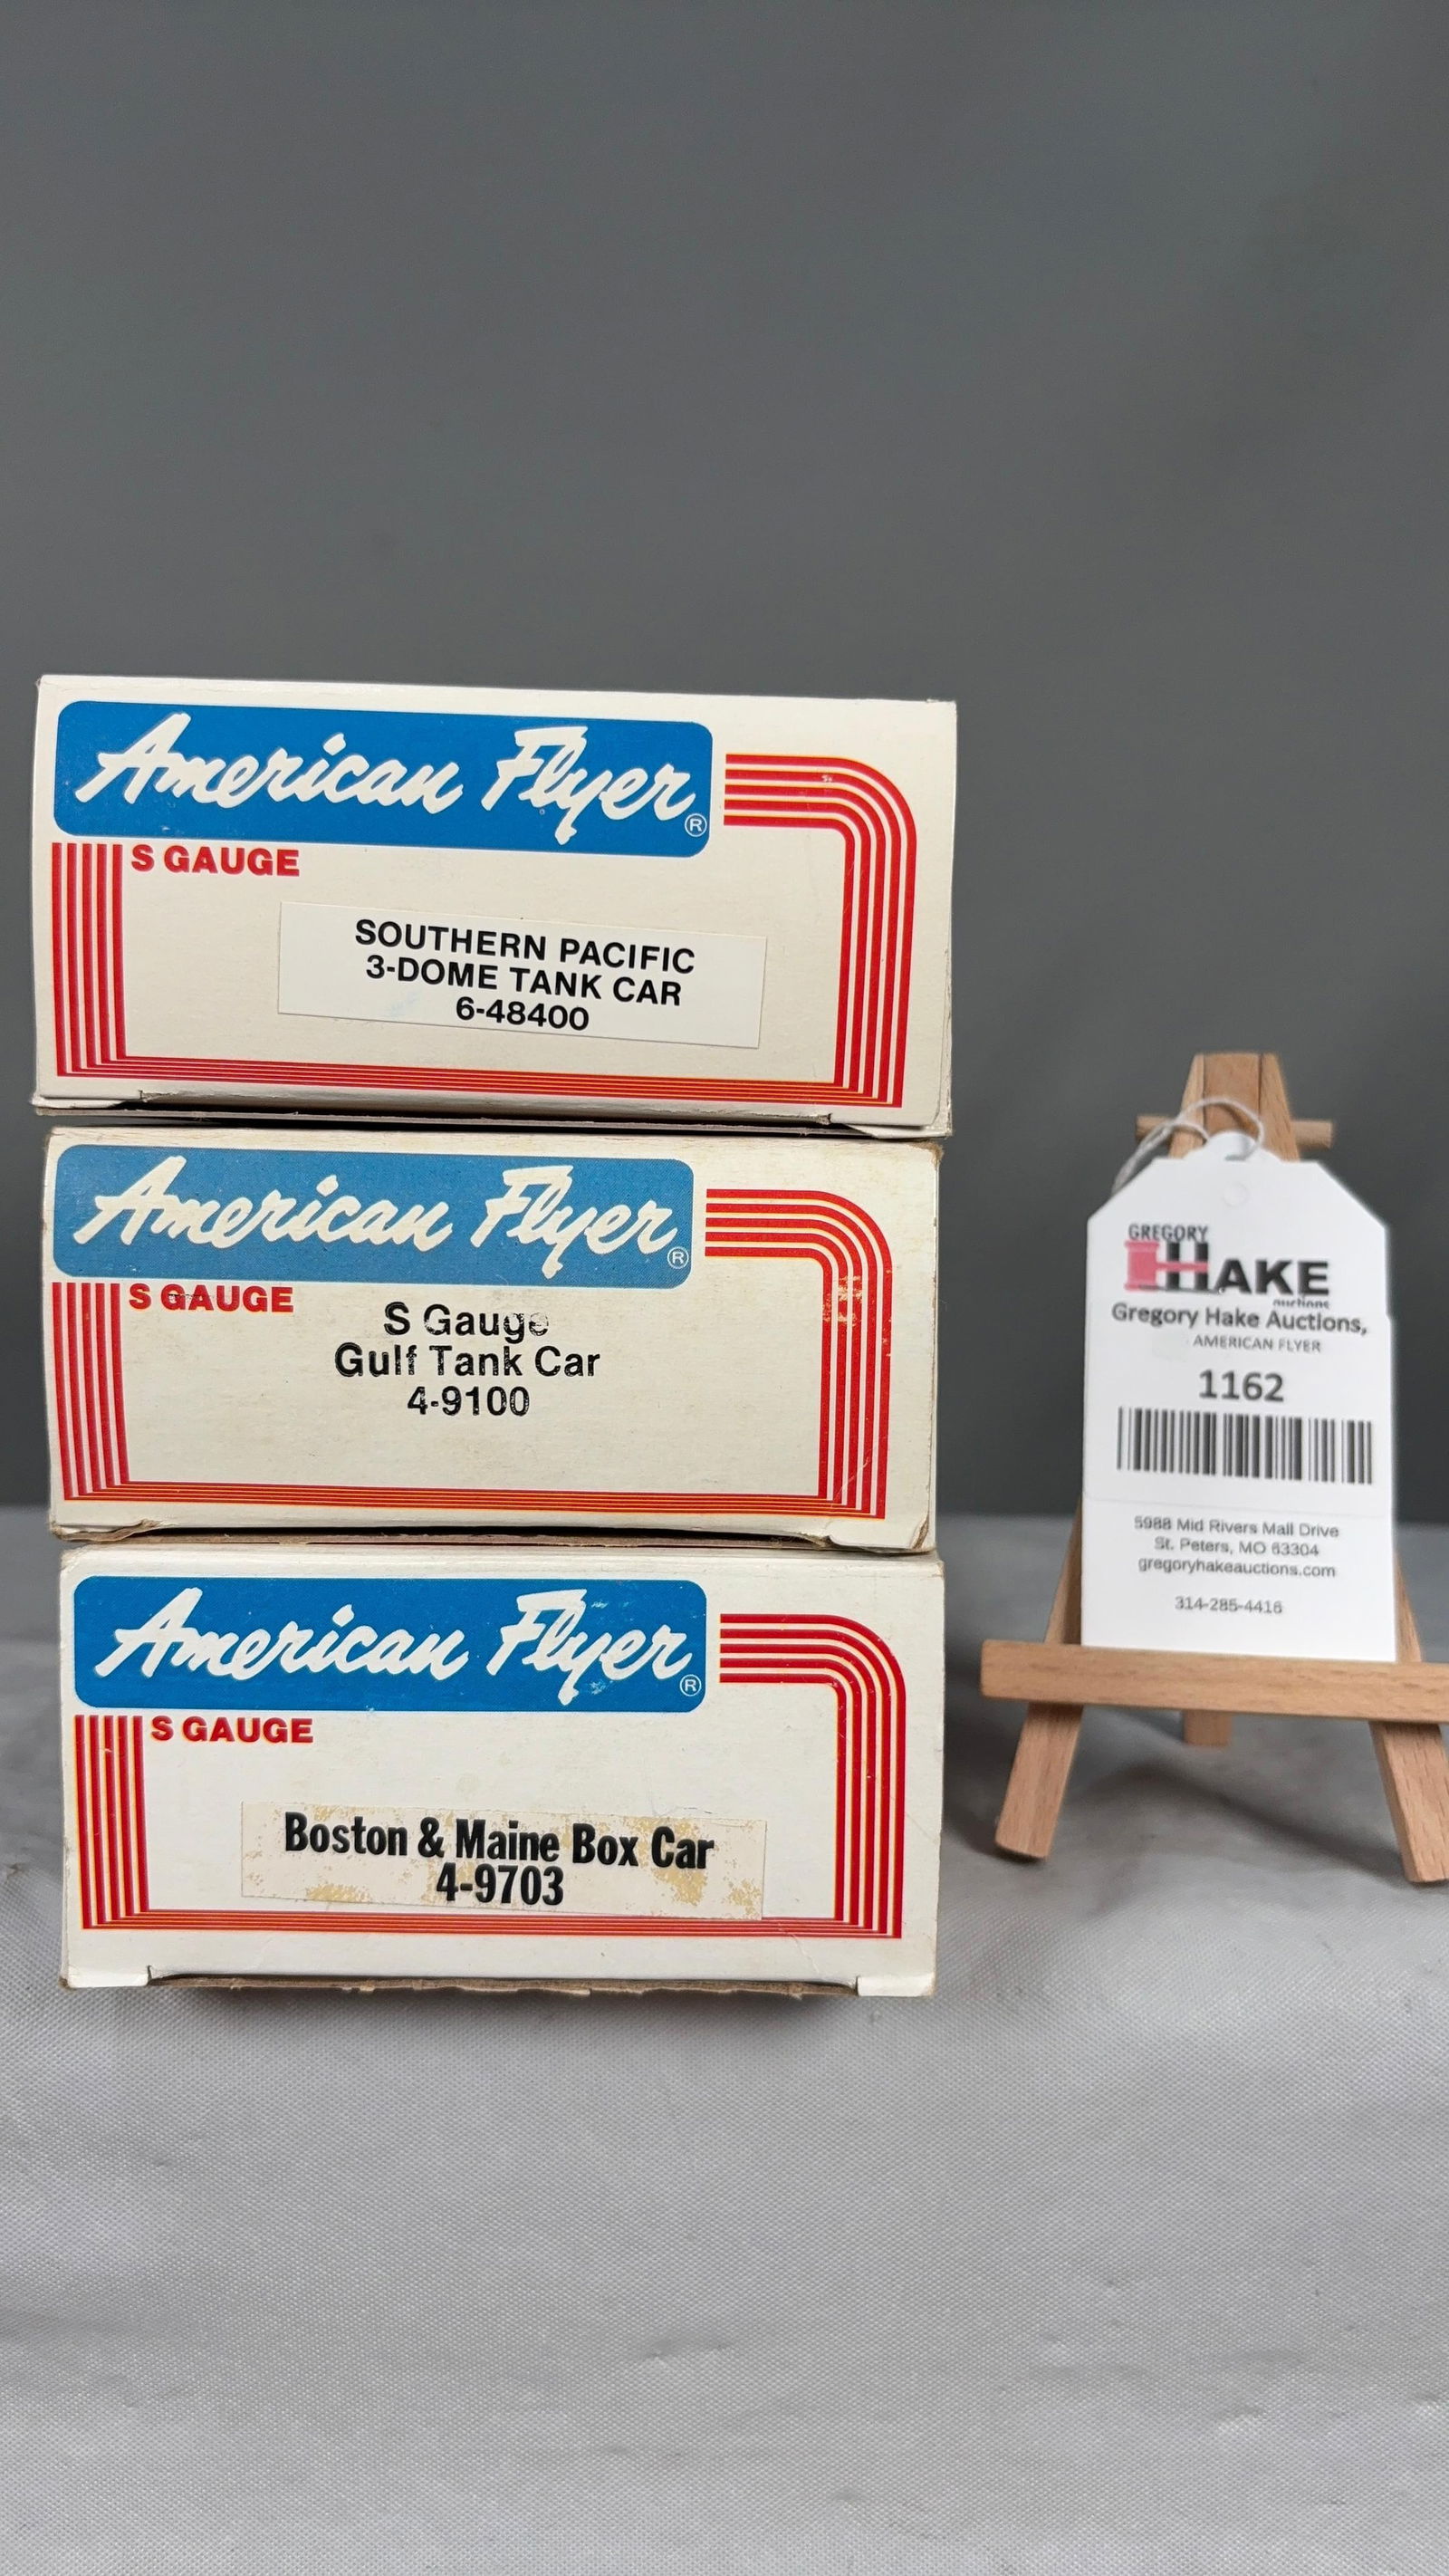 American Flyer®
S GAUGE
SOUTHERN PACIFIC
3-DOME TANK CAR
6-48400
American Flyer®
S GAUGE
S Gauge
Gulf Tank Car
4-9100
American Flyer®
S GAUGE
Boston & Maine Box Car
4-9703
GREGORY
HAKE
auctions
Gregory Hake Auctions,
AMERICAN FLYER
1162
5988 Mid Rivers Mall Drive
St. Peters, MO 63304
gregoryhakeauctions.com
314-285-4416